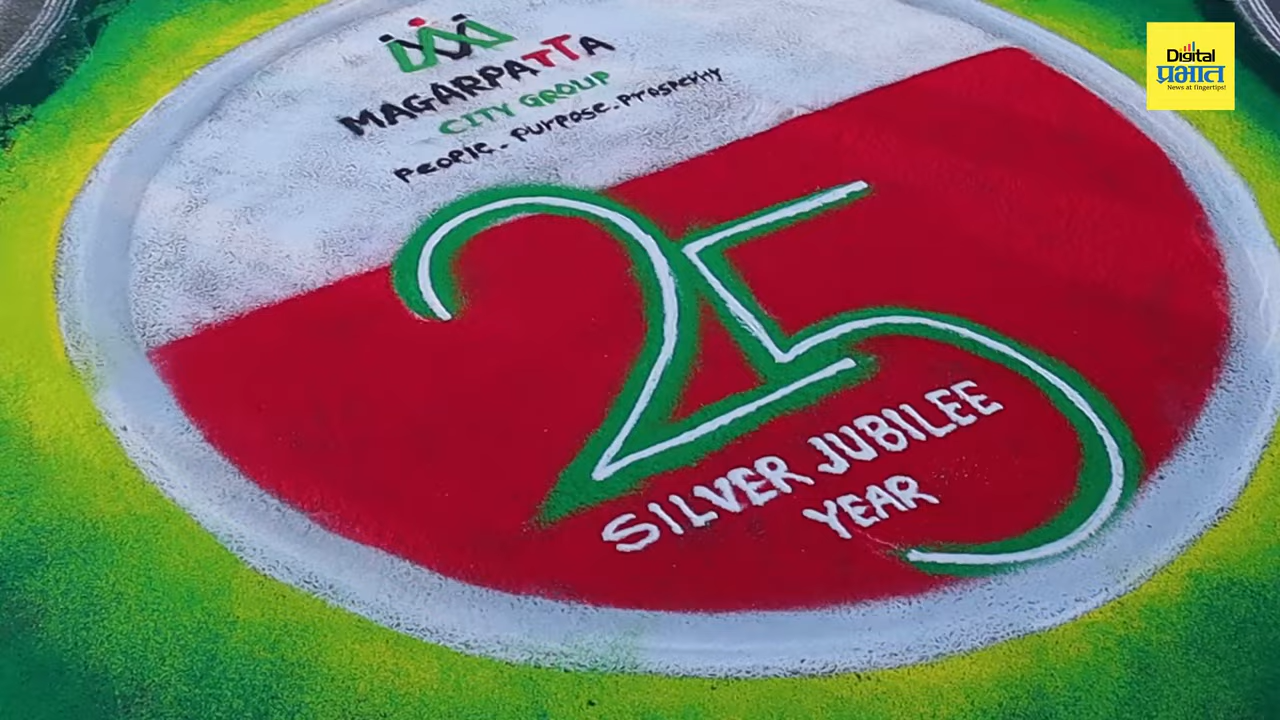 MAGARPATTA
CITY GROUP
PEOPLE. PURPOSE. PROSPERITY
25
SILVER JUBILEE
YEAR
Digital
प्रभात
News at fingertips!